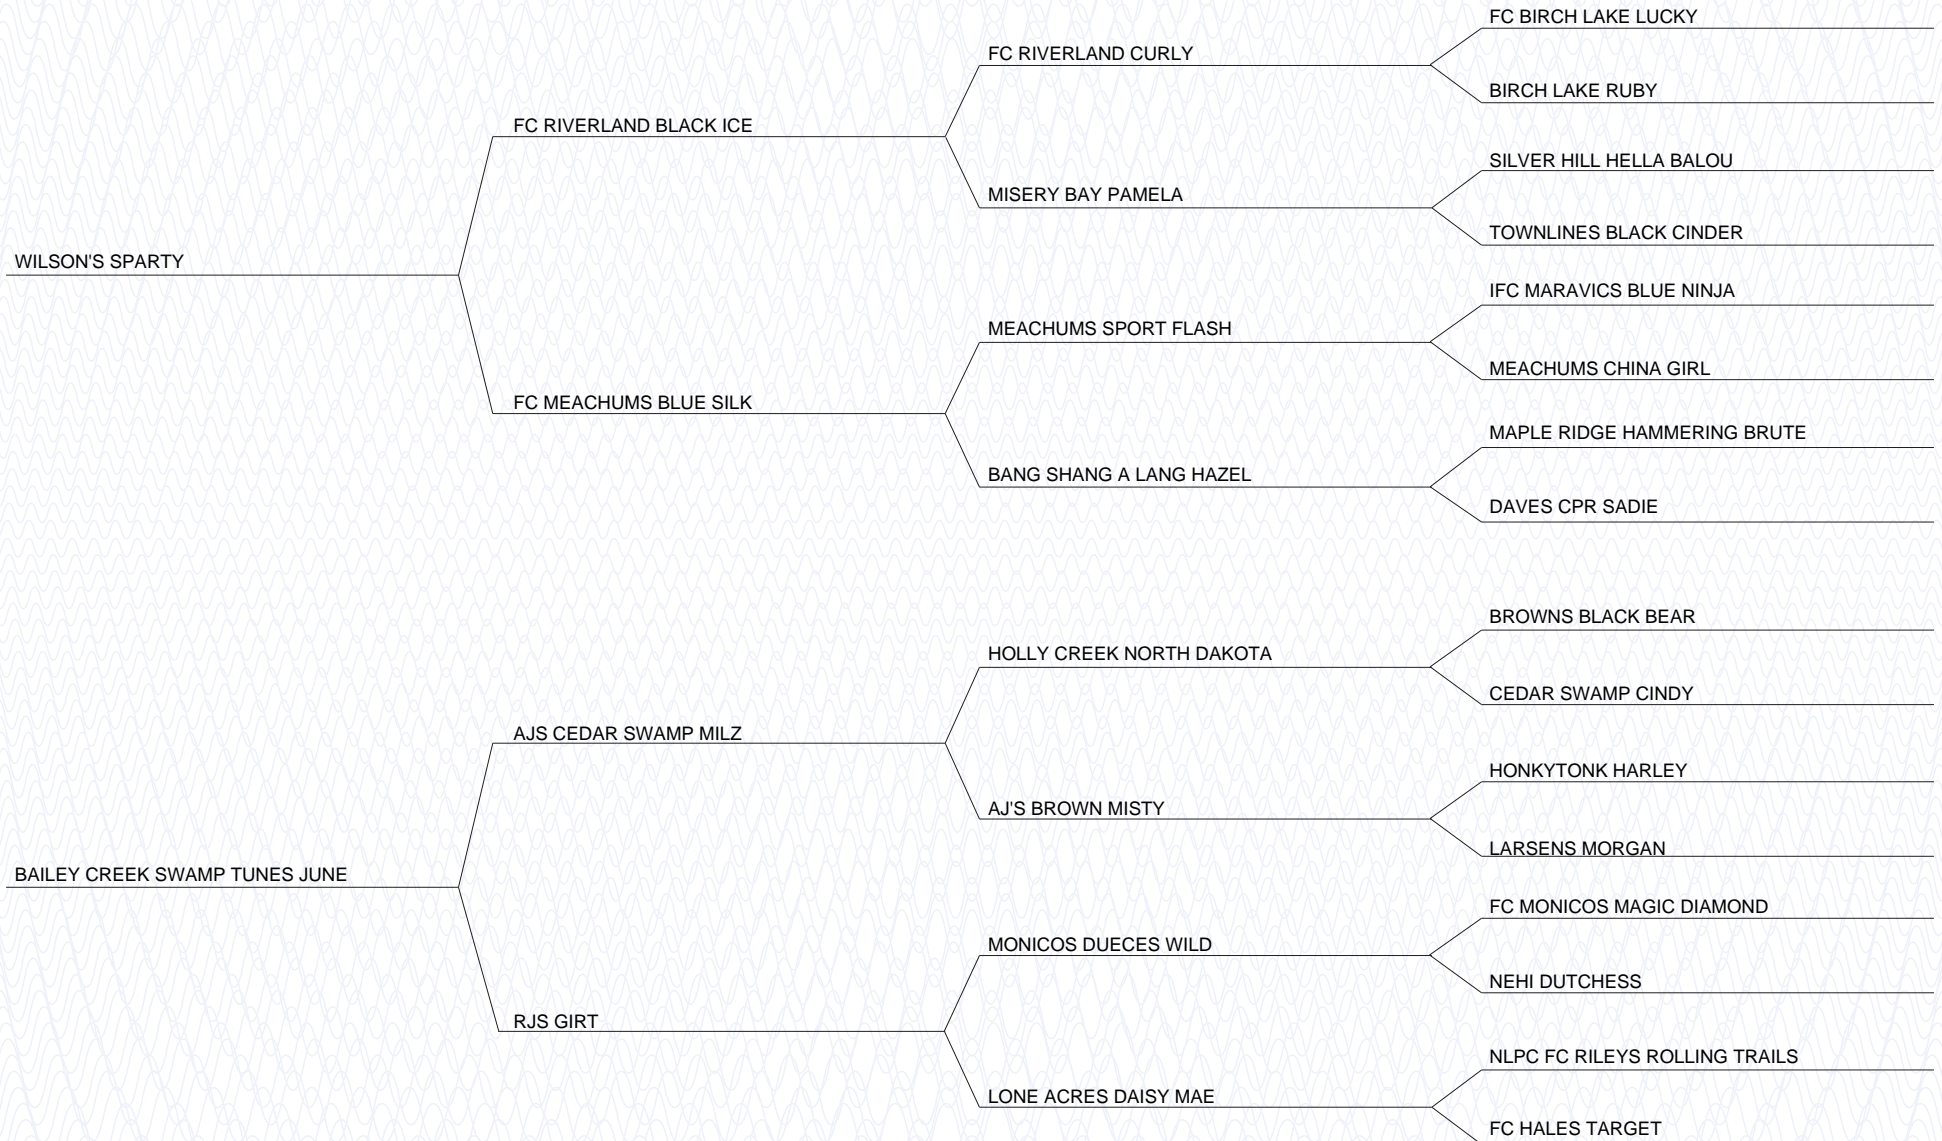 FC BIRCH LAKE LUCKY
FC RIVERLAND CURLY
BIRCH LAKE RUBY
FC RIVERLAND BLACK ICE
SILVER HILL HELLA BALOU
MISERY BAY PAMELA
TOWNLINES BLACK CINDER
WILSON'S SPARTY
IFC MARAVICS BLUE NINJA
MEACHUMS SPORT FLASH
MEACHUMS CHINA GIRL
FC MEACHUMS BLUE SILK
MAPLE RIDGE HAMMERING BRUTE
BANG SHANG A LANG HAZEL
DAVES CPR SADIE
BROWNS BLACK BEAR
HOLLY CREEK NORTH DAKOTA
CEDAR SWAMP CINDY
AJS CEDAR SWAMP MILZ
HONKYTONK HARLEY
AJ'S BROWN MISTY
LARSENS MORGAN
BAILEY CREEK SWAMP TUNES JUNE
FC MONICOS MAGIC DIAMOND
MONICOS DUECES WILD
NEHI DUTCHESS
RJS GIRT
NLPC FC RILEYS ROLLING TRAILS
LONE ACRES DAISY MAE
FC HALES TARGET